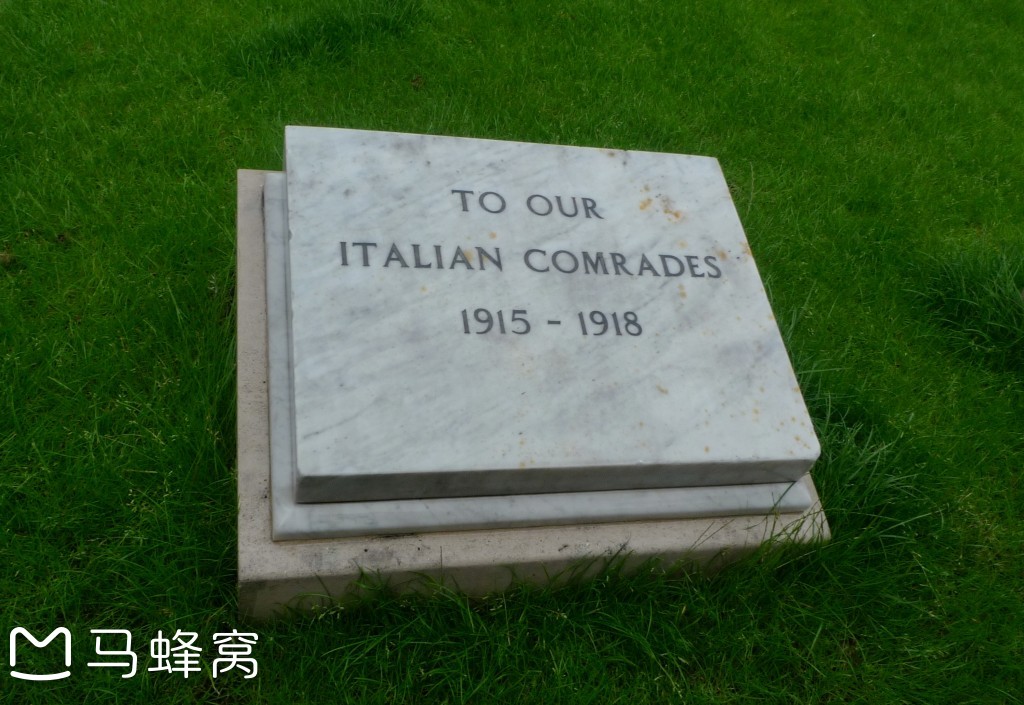 TO OUR
ITALIAN COMRADES
1915 - 1918
马蜂窝